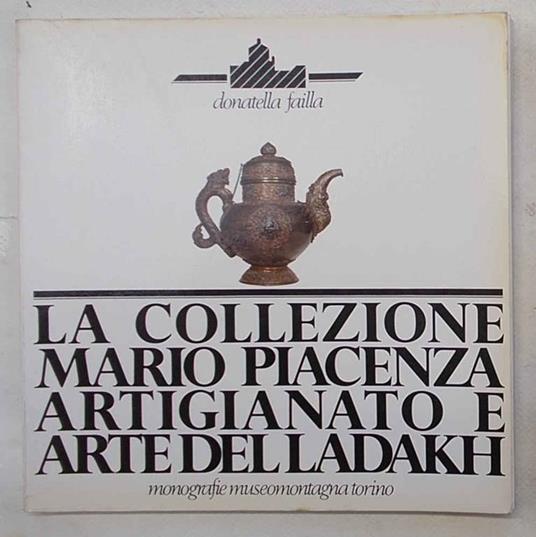 donatella failla
LA COLLEZIONE
MARIO PIACENZA
ARTIGIANATO E
ARTE DEL LADAKH
monografie museomontagna torino